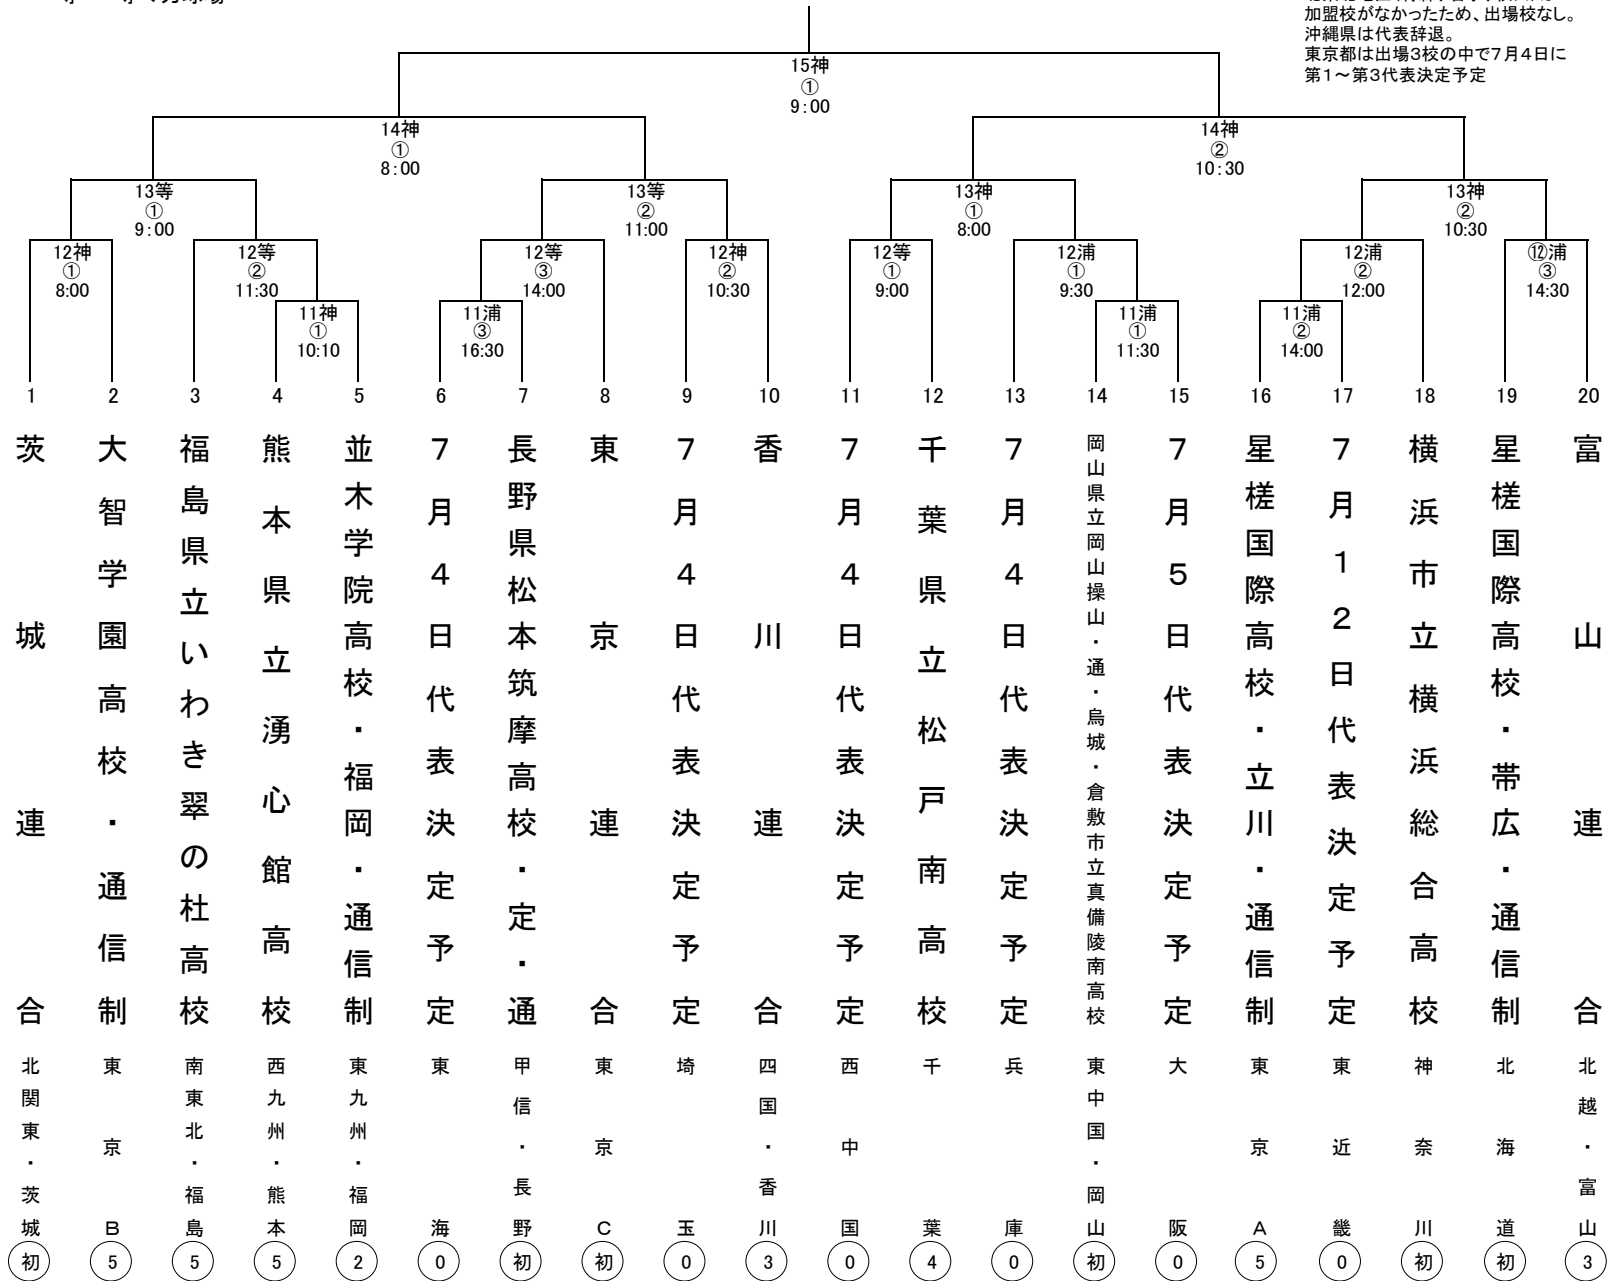 加盟校がなかったため、出場校なし。
沖縄県は代表辞退。
東京都は出場3校の中で7月4日に
第1～第3代表決定予定
15神
①
9:00
14神
①
8:00
14神
②
10:30
13等
①
9:00
13等
②
11:00
13神
①
8:00
13神
②
10:30
12神
①
8:00
12等
②
11:30
12等
③
14:00
12神
②
10:30
12等
①
9:00
12浦
①
9:30
12浦
②
12:00
⑫浦
③
14:30
11神
①
10:10
11浦
③
16:30
11浦
①
11:30
11浦
②
14:00
1 2 3 4 5 6 7 8 9 10 11 12 13 14 15 16 17 18 19 20
茨城連合
大智学園高校・通信制
福島県立いわき翠の杜高校
熊本県立湧心館高校
並木学院高校・福岡・通信制
7月4日代表決定予定
長野県松本筑摩高校・定・通
東京連合
7月4日代表決定予定
香川連合
7月4日代表決定予定
千葉県立松戸南高校
7月4日代表決定予定
岡山県立岡山操山・通・烏城・倉敷市立真備陵南高校
7月5日代表決定予定
星槎国際高校・立川・通信制
7月12日代表決定予定
横浜市立横浜総合高校
星槎国際高校・帯広・通信制
富山連合
北関東・茨城
東京B
南東北・福島
西九州・熊本
東九州・福岡
東海
甲信・長野
東京C
埼玉
四国・香川
西中国
千葉
兵庫
東中国・岡山
大阪
東京A
東近畿
神奈川
北海道
北越・富山
初 5 5 5 2 0 初 初 0 3 0 4 0 初 0 5 0 初 初 3